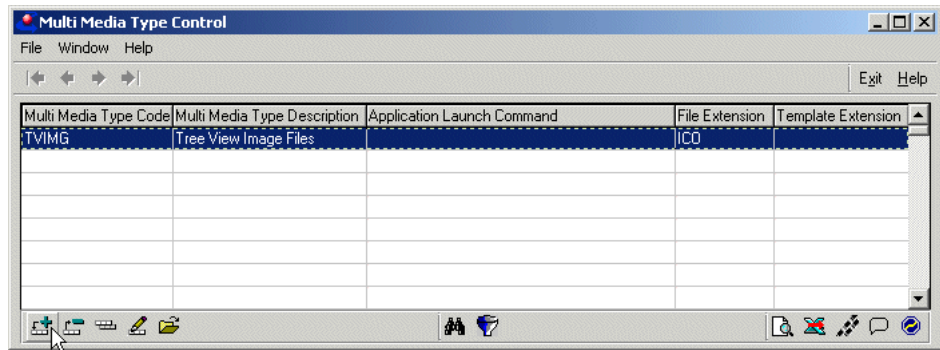 Multi Media Type Control
File Window Help
Exit Help
Multi Media Type Code Multi Media Type Description Application Launch Command File Extension Template Extension
TVIMG Tree View Image Files ICO